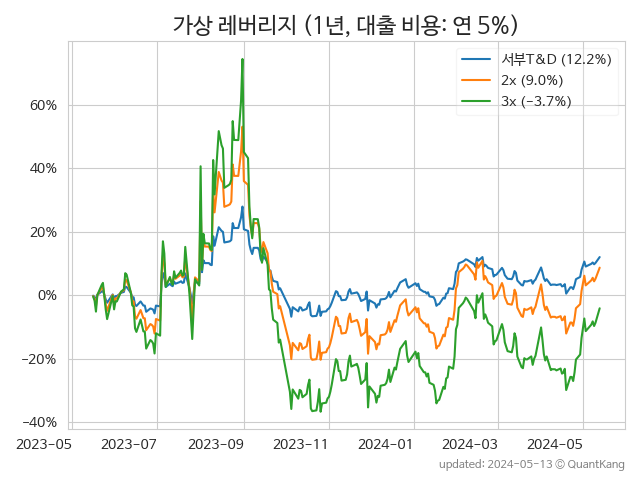 가상 레버리지 (1년, 대출 비용: 연 5%)
서부T&D (12.2%)
2x (9.0%)
3x (−3.7%)
60%
40%
20%
0%
−20%
−40%
2023-05 2023-07 2023-09 2023-11 2024-01 2024-03 2024-05
updated: 2024-05-13 ⓒ QuantKang